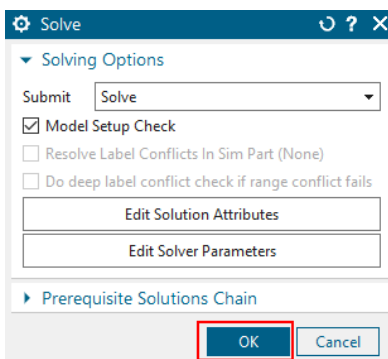 Solve
Solving Options
Submit Solve
Model Setup Check
Resolve Label Conflicts In Sim Part (None)
Do deep label conflict check if range conflict fails
Edit Solution Attributes
Edit Solver Parameters
Prerequisite Solutions Chain
OK Cancel